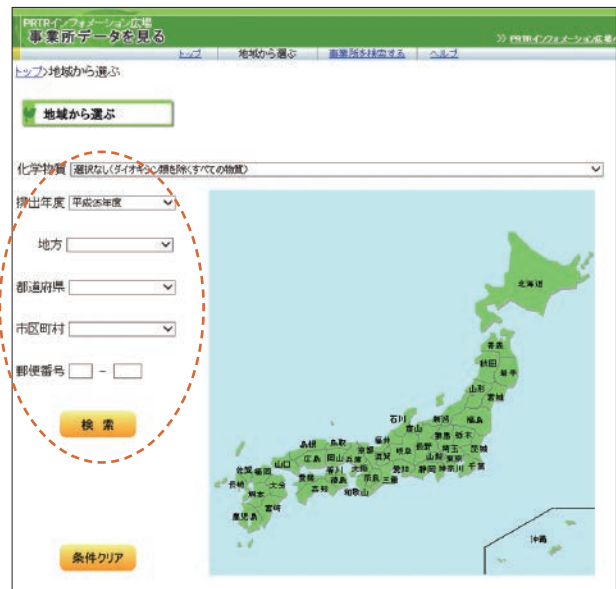 PRTRインフォメーション広場
事業所データを見る
》 PRTRインフォメーション広場へ
トップ 地域から選ぶ 事業所を検索する ヘルプ
トップ>地域から選ぶ
地域から選ぶ
化学物質 選択なし(ダイオキシン類を除くすべての物質)
排出年度 平成25年度
地方
都道府県
市区町村
郵便番号 -
検 索
条件クリア
北海道
青森
秋田
岩手
山形
宮城
石川 新潟 福島
富山
島根 鳥取 福井 群馬 栃木
京都 長野 埼玉 茨城
広島 岡山 兵庫 滋賀 岐阜 東京
山口 山梨
佐賀 福岡 香川 大阪 愛知 静岡 神奈川 千葉
長崎 大分 愛媛 徳島 奈良 三重
熊本 高知 和歌山
宮崎
鹿児島
沖縄